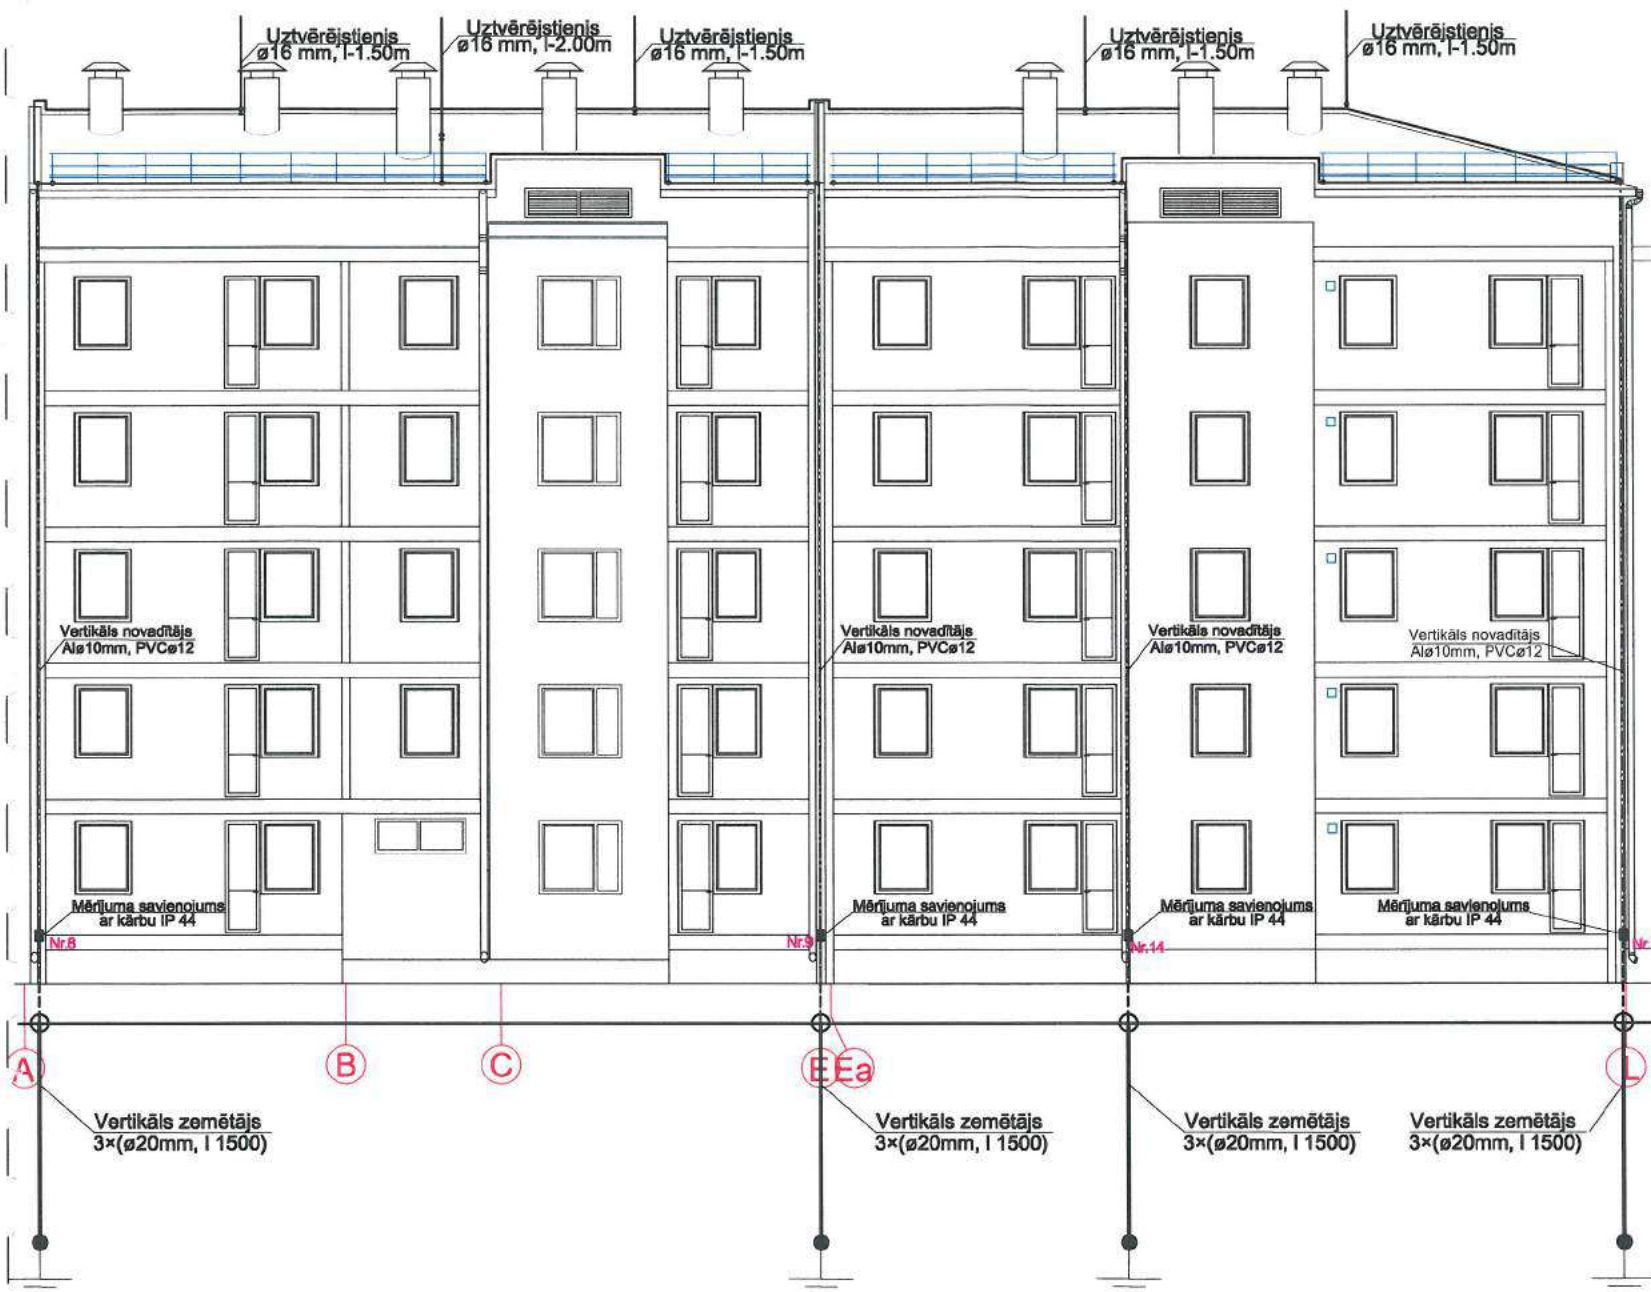 Uztvērējstienis
ø16 mm, l-1.50m
Uztvērējstienis
ø16 mm, l-2.00m
Uztvērējstienis
ø16 mm, l-1.50m
Uztvērējstienis
ø16 mm, l-1.50m
Uztvērējstienis
ø16 mm, l-1.50m
Vertikāls novadītājs
Alø10mm, PVCø12
Vertikāls novadītājs
Alø10mm, PVCø12
Vertikāls novadītājs
Alø10mm, PVCø12
Vertikāls novadītājs
Alø10mm, PVCø12
Mērījuma savienojums
ar kārbu IP 44
Mērījuma savienojums
ar kārbu IP 44
Mērījuma savienojums
ar kārbu IP 44
Mērījuma savienojums
ar kārbu IP 44
Nr.8
Nr.9
Nr.14
Nr
A
B
C
E
Ea
L
Vertikāls zemētājs
3×(ø20mm, l 1500)
Vertikāls zemētājs
3×(ø20mm, l 1500)
Vertikāls zemētājs
3×(ø20mm, l 1500)
Vertikāls zemētājs
3×(ø20mm, l 1500)